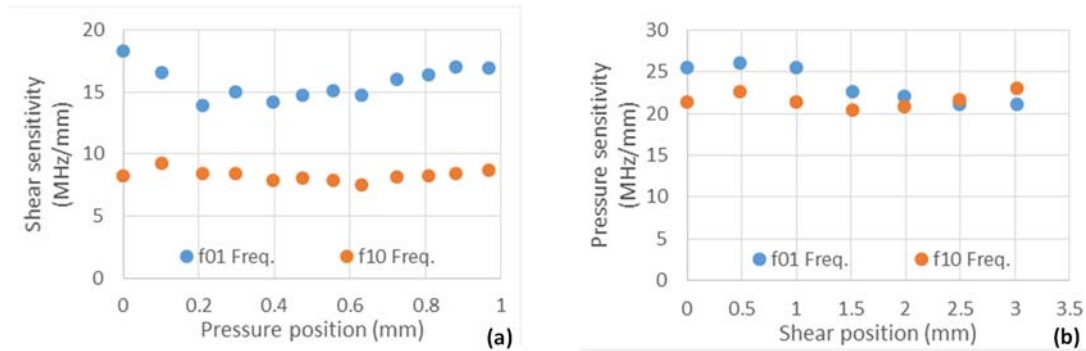 Shear sensitivity
(MHz/mm)
20
15
10
5
0
f01 Freq.
f10 Freq.
0
0.2
0.4
0.6
0.8
1
Pressure position (mm)
(a)
Pressure sensitivity
(MHz/mm)
30
25
20
15
10
5
0
f01 Freq.
f10 Freq.
0
0.5
1
1.5
2
2.5
3
3.5
Shear position (mm)
(b)